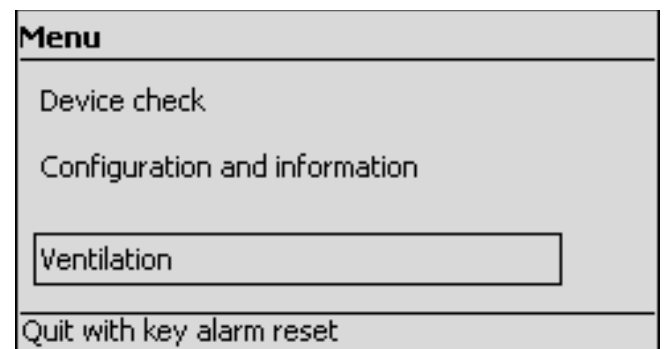 Menu
Device check
Configuration and information
Ventilation
Quit with key alarm reset